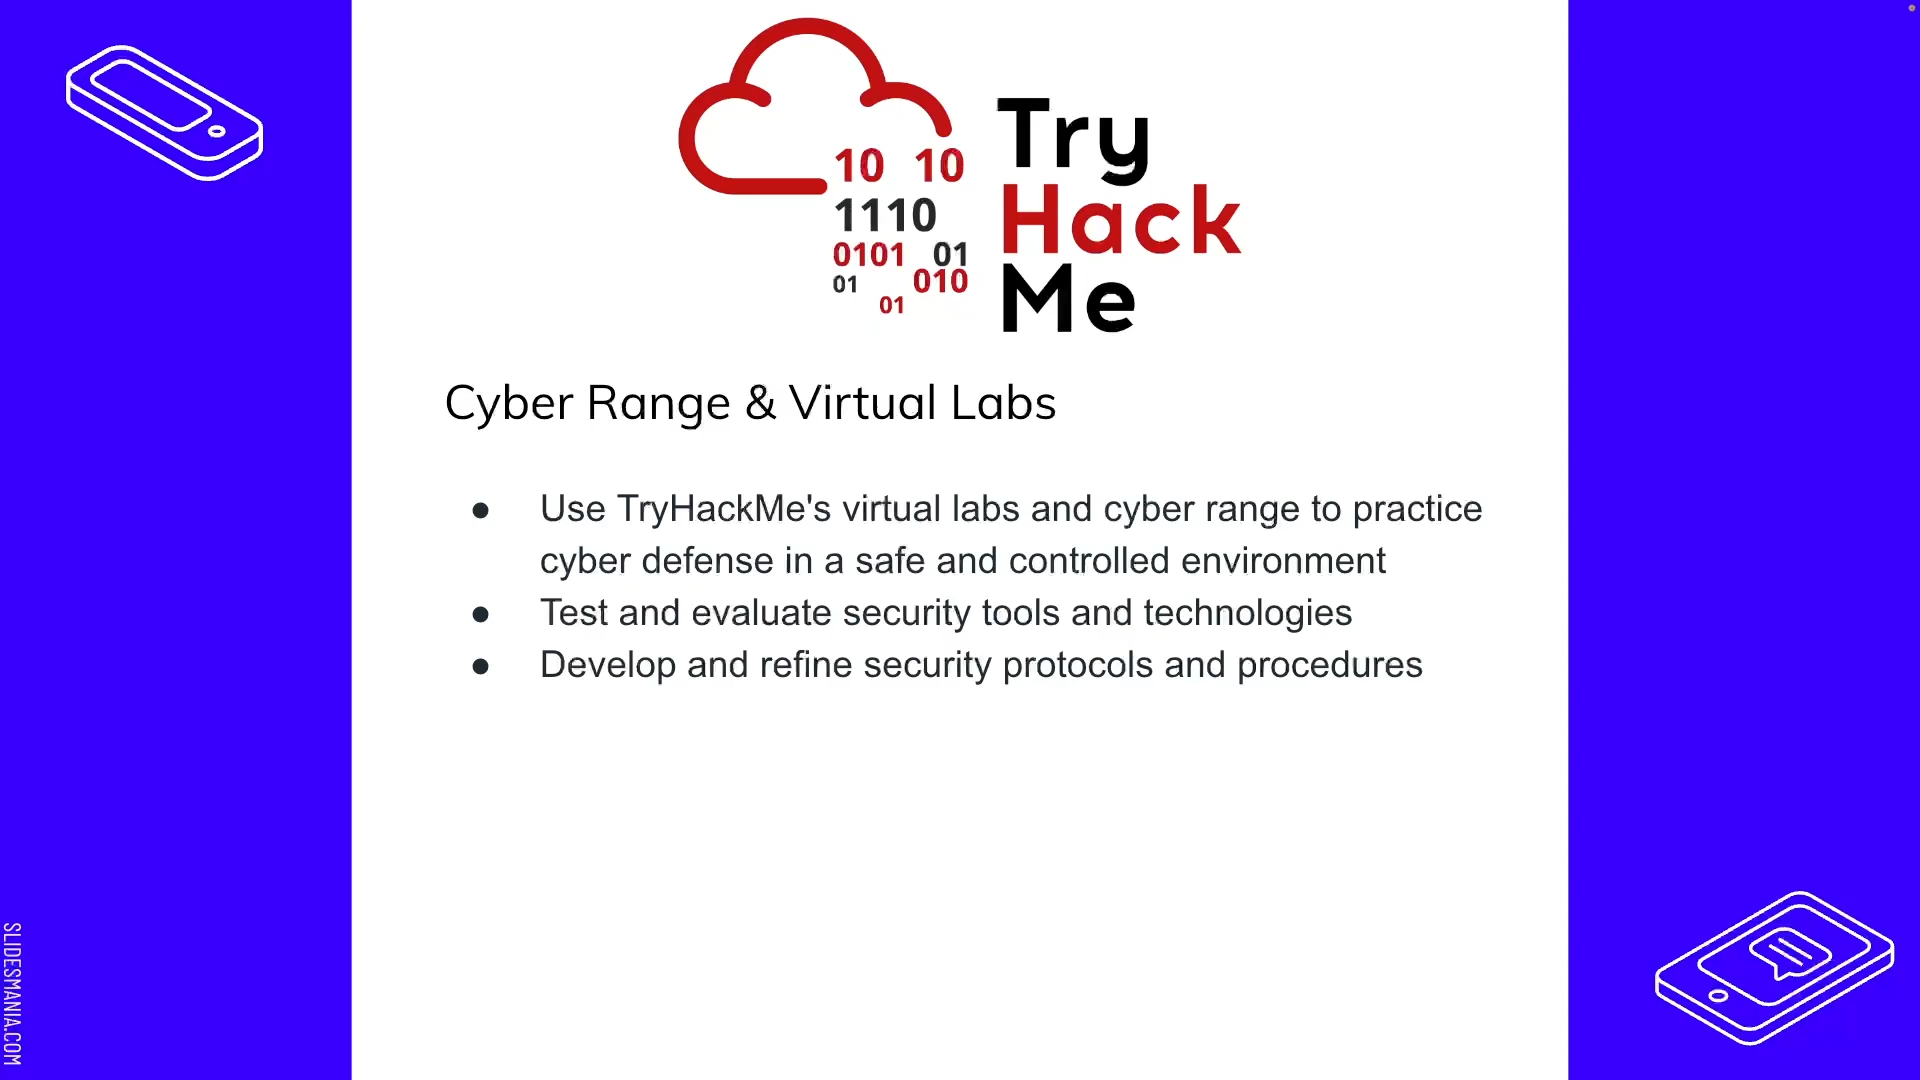 10 10
1110
0101 01
01 010
01
Try
Hack
Me
Cyber Range & Virtual Labs
● Use TryHackMe's virtual labs and cyber range to practice
cyber defense in a safe and controlled environment
● Test and evaluate security tools and technologies
● Develop and refine security protocols and procedures
SLIDESMANIA.COM